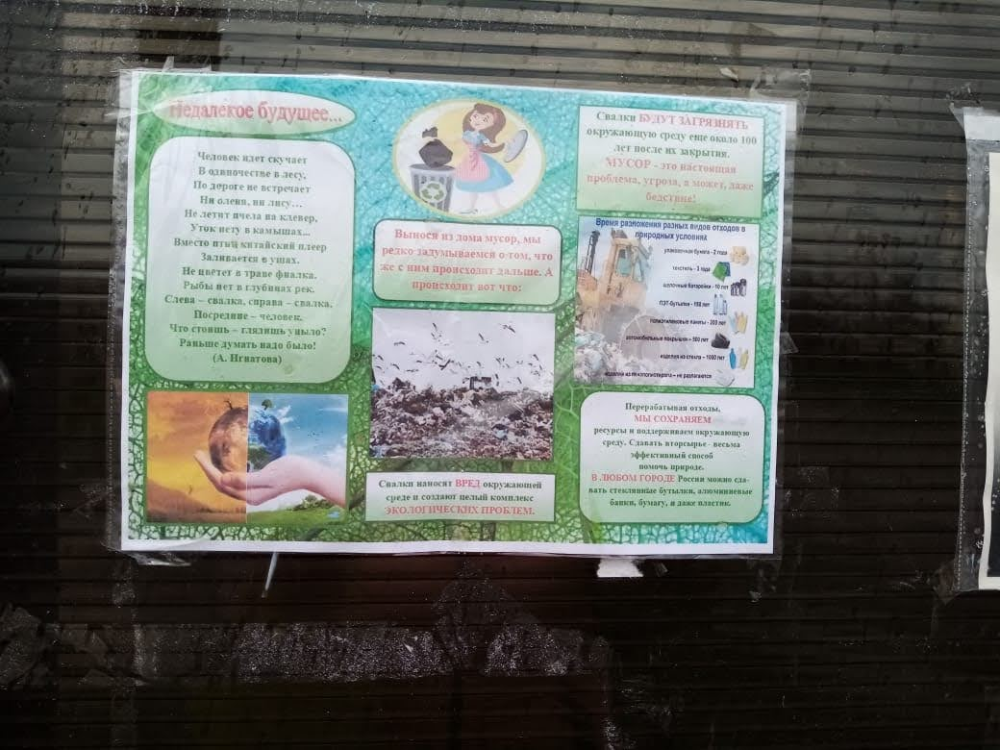 Недалекое будущее...
Человек идет скучает
В одиночестве в лесу,
По дороге не встречает
Ни оленя, ни лису...
Не летит пчела на клевер,
Уток нету в камышах...
Вместо птиц китайский плеер
Заливается в ушах.
Не цветет в траве фиалка.
Рыбы нет в глубинах рек.
Слева – свалка, справа – свалка,
Посредине – человек.
Что стоишь – глядишь уныло?
Раньше думать надо было!
(А. Игнатова)
Вынося из дома мусор, мы
редко задумываемся о том, что
же с ним происходит дальше. А
происходит вот что:
Свалки наносят ВРЕД окружающей
среде и создают целый комплекс
ЭКОЛОГИЧЕСКИХ ПРОБЛЕМ.
Свалки БУДУТ ЗАГРЯЗНЯТЬ
окружающую среду еще около 100
лет после их закрытия.
МУСОР - это настоящая
проблема, угроза, а может, даже
бедствие!
Время разложения разных видов отходов в
природных условиях
упаковочная бумага - 2 года
текстиль - 3 года
щелочные батарейки - 10 лет
ПЭТ-бутылки - 150 лет
полиэтиленовые пакеты - 200 лет
автомобильные покрышки – 500 лет
изделия из стекла – 1000 лет
изделия из пенополистирола – не разлагаются
Перерабатывая отходы,
МЫ СОХРАНЯЕМ
ресурсы и поддерживаем окружающую
среду. Сдавать вторсырье - весьма
эффективный способ
помочь природе.
В ЛЮБОМ ГОРОДЕ России можно сда-
вать стеклянные бутылки, алюминиевые
банки, бумагу, и даже пластик.